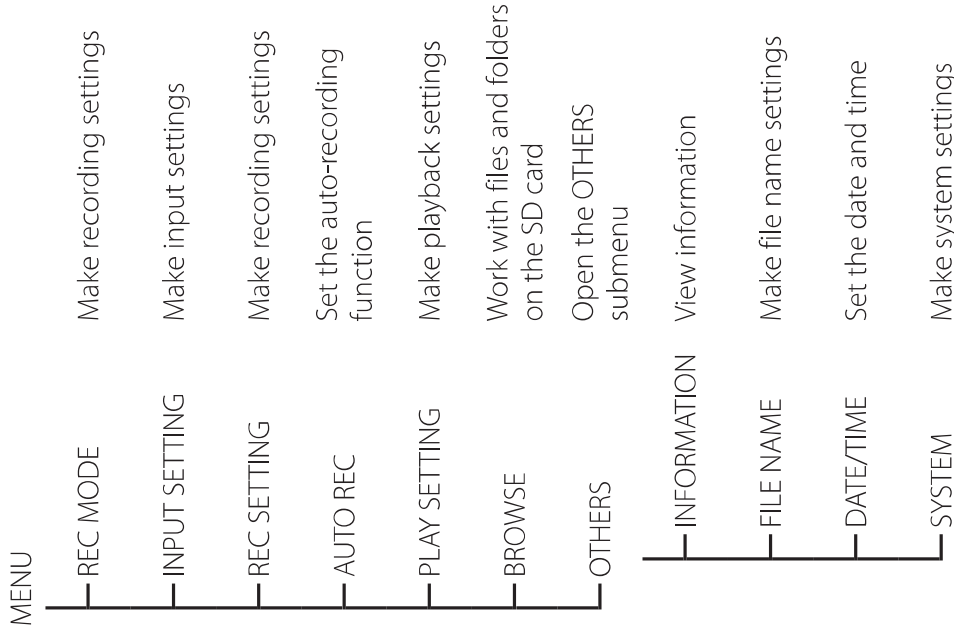 MENU
REC MODE Make recording settings
INPUT SETTING Make input settings
REC SETTING Make recording settings
AUTO REC Set the auto-recording
function
PLAY SETTING Make playback settings
BROWSE Work with files and folders
on the SD card
OTHERS Open the OTHERS
submenu
INFORMATION View information
FILE NAME Make file name settings
DATE/TIME Set the date and time
SYSTEM Make system settings